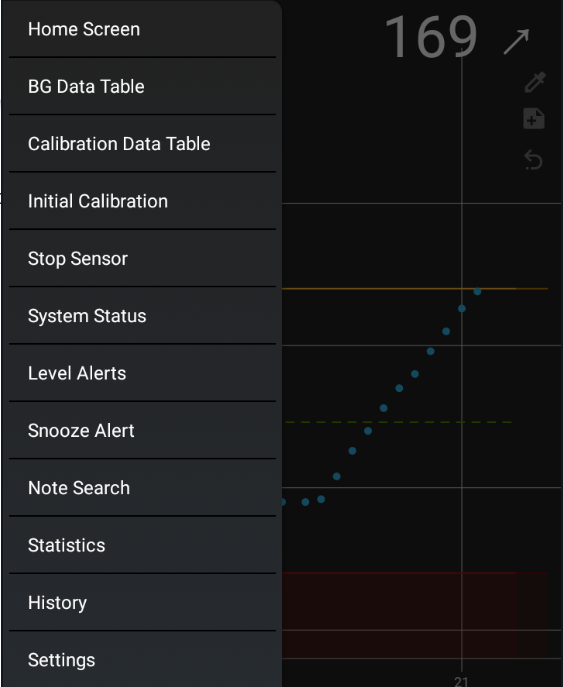 Home Screen
169
BG Data Table
Calibration Data Table
Initial Calibration
Stop Sensor
System Status
Level Alerts
Snooze Alert
Note Search
Statistics
History
Settings
21